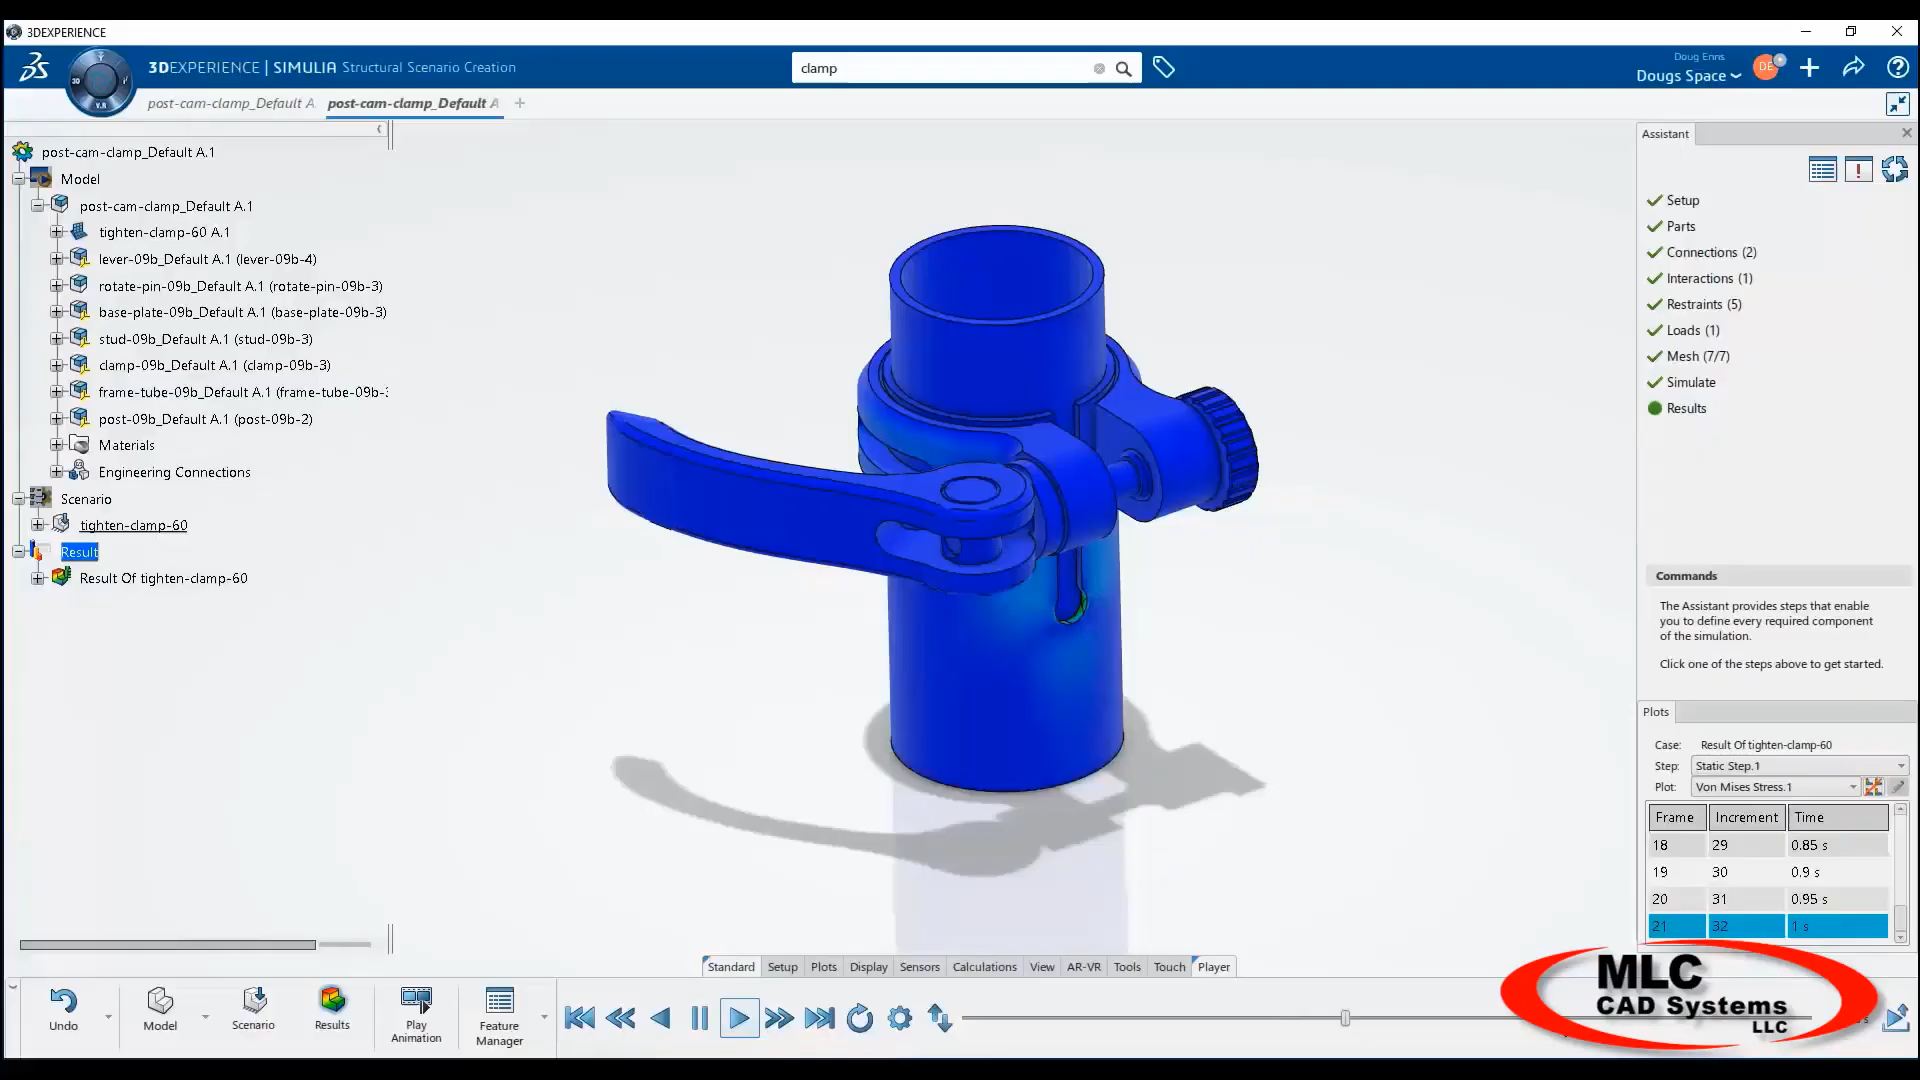 3DEXPERIENCE
3DEXPERIENCE | SIMULIA Structural Scenario Creation
clamp
Doug Enns
Dougs Space
DE
3D
V.R
post-cam-clamp_Default A
post-cam-clamp_Default A
post-cam-clamp_Default A.1
Model
post-cam-clamp_Default A.1
tighten-clamp-60 A.1
lever-09b_Default A.1 (lever-09b-4)
rotate-pin-09b_Default A.1 (rotate-pin-09b-3)
base-plate-09b_Default A.1 (base-plate-09b-3)
stud-09b_Default A.1 (stud-09b-3)
clamp-09b_Default A.1 (clamp-09b-3)
frame-tube-09b_Default A.1 (frame-tube-09b-3
post-09b_Default A.1 (post-09b-2)
Materials
Engineering Connections
Scenario
tighten-clamp-60
Result
Result Of tighten-clamp-60
Assistant
Setup
Parts
Connections (2)
Interactions (1)
Restraints (5)
Loads (1)
Mesh (7/7)
Simulate
Results
Commands
The Assistant provides steps that enable
you to define every required component
of the simulation.
Click one of the steps above to get started.
Plots
Case: Result Of tighten-clamp-60
Step: Static Step.1
Plot: Von Mises Stress.1
Frame Increment Time
18 29 0.85 s
19 30 0.9 s
20 31 0.95 s
21 32 1 s
Standard Setup Plots Display Sensors Calculations View AR-VR Tools Touch Player
Undo
Model
Scenario
Results
Play
Animation
Feature
Manager
MLC
CAD Systems
LLC